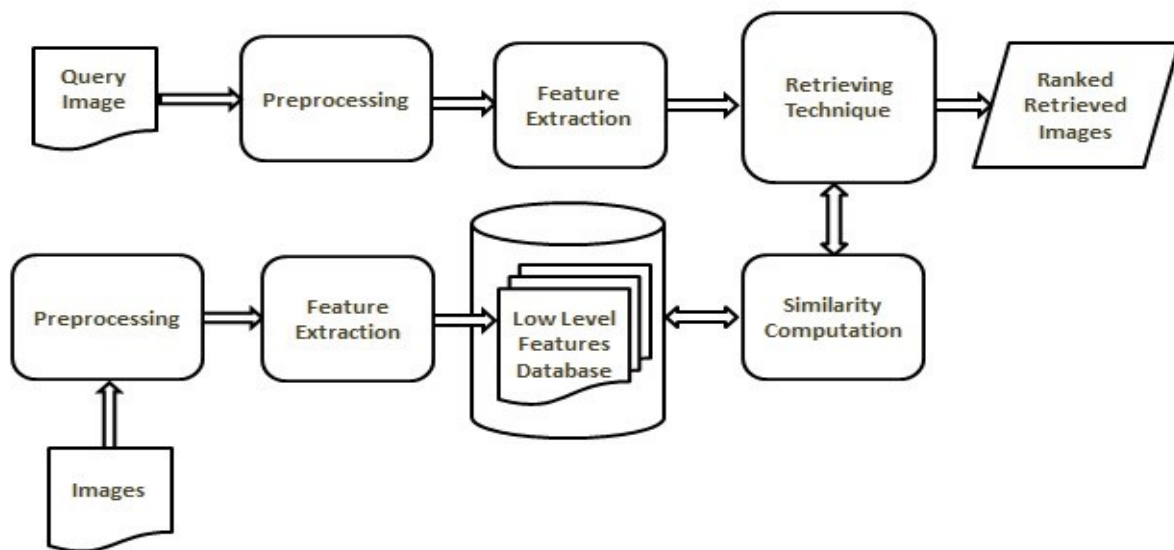 Query
Image
Preprocessing
Feature
Extraction
Retrieving
Technique
Ranked
Retrieved
Images
Preprocessing
Feature
Extraction
Low Level
Features
Database
Similarity
Computation
Images